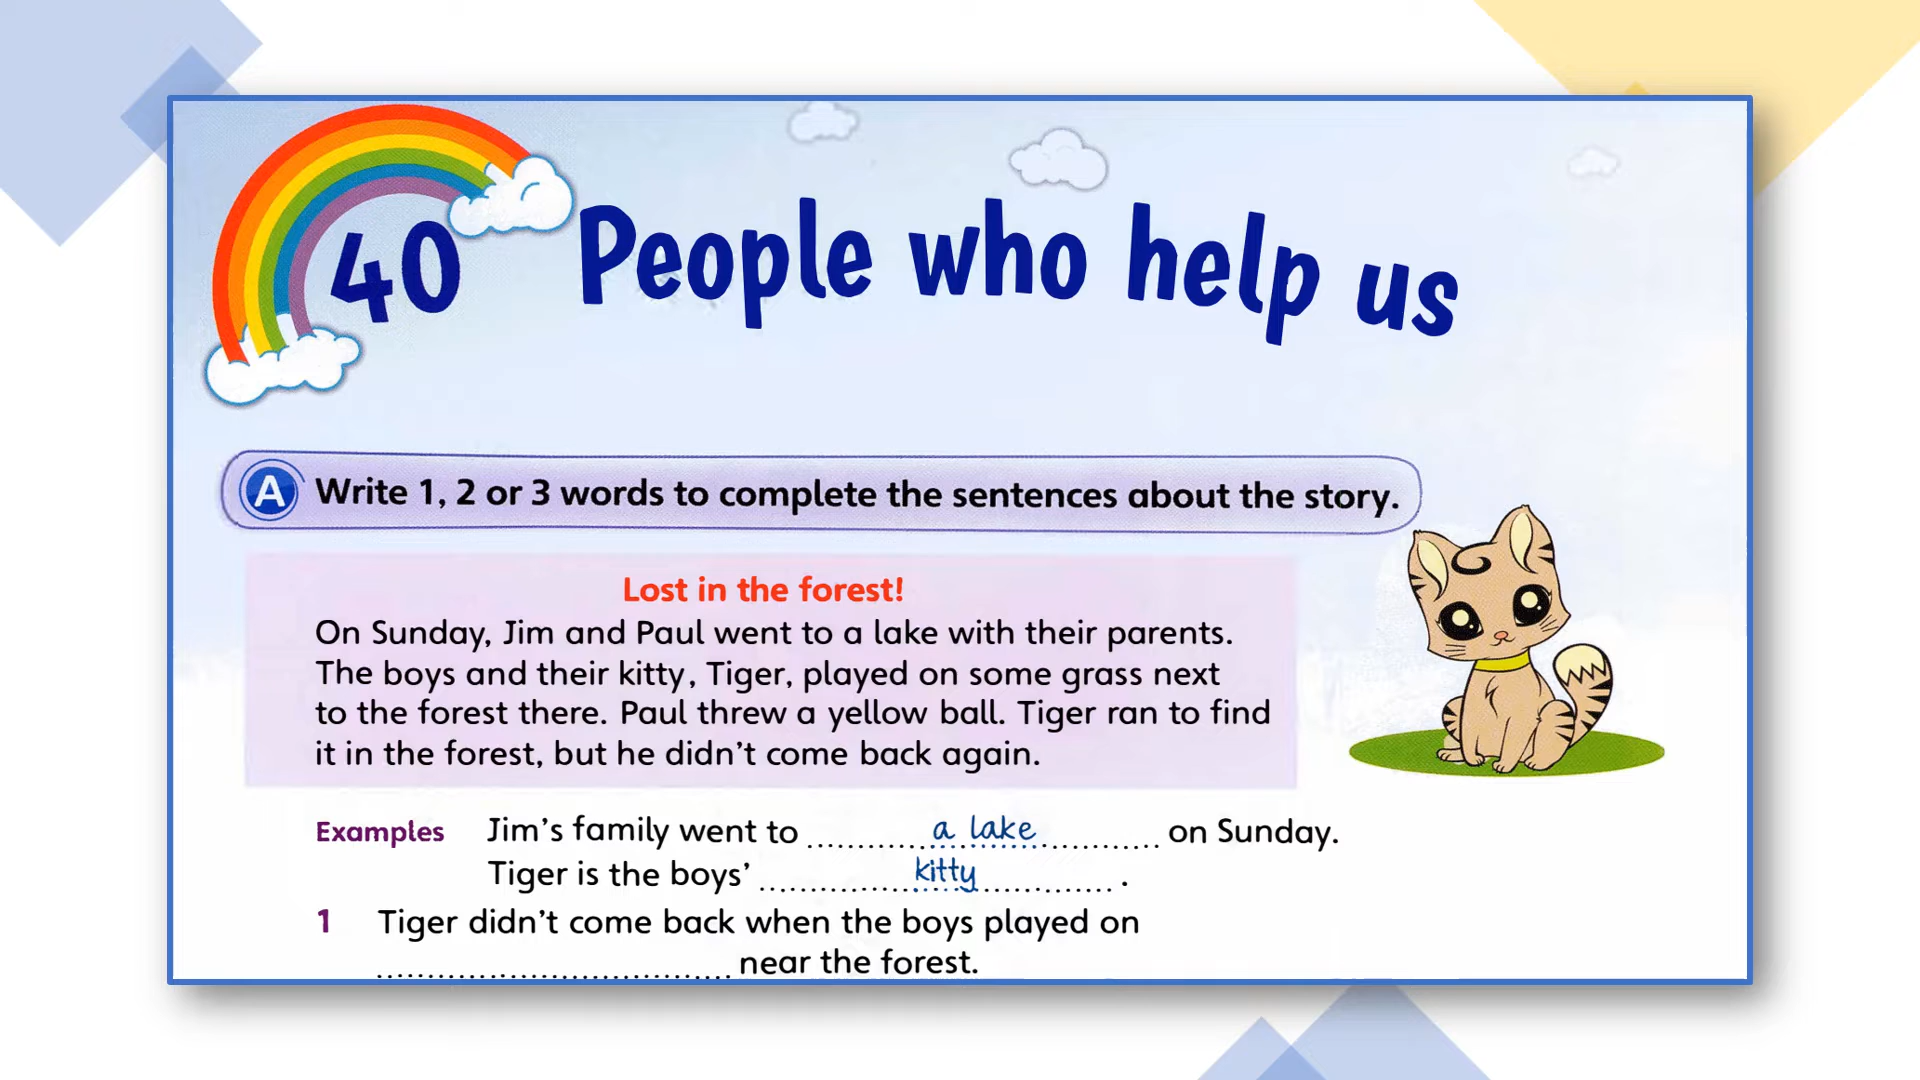 40 People who help us
A Write 1, 2 or 3 words to complete the sentences about the story.
Lost in the forest!
On Sunday, Jim and Paul went to a lake with their parents.
The boys and their kitty, Tiger, played on some grass next
to the forest there. Paul threw a yellow ball. Tiger ran to find
it in the forest, but he didn't come back again.
Examples Jim's family went to a lake on Sunday.
Tiger is the boys' kitty.
1 Tiger didn't come back when the boys played on
................................ near the forest.